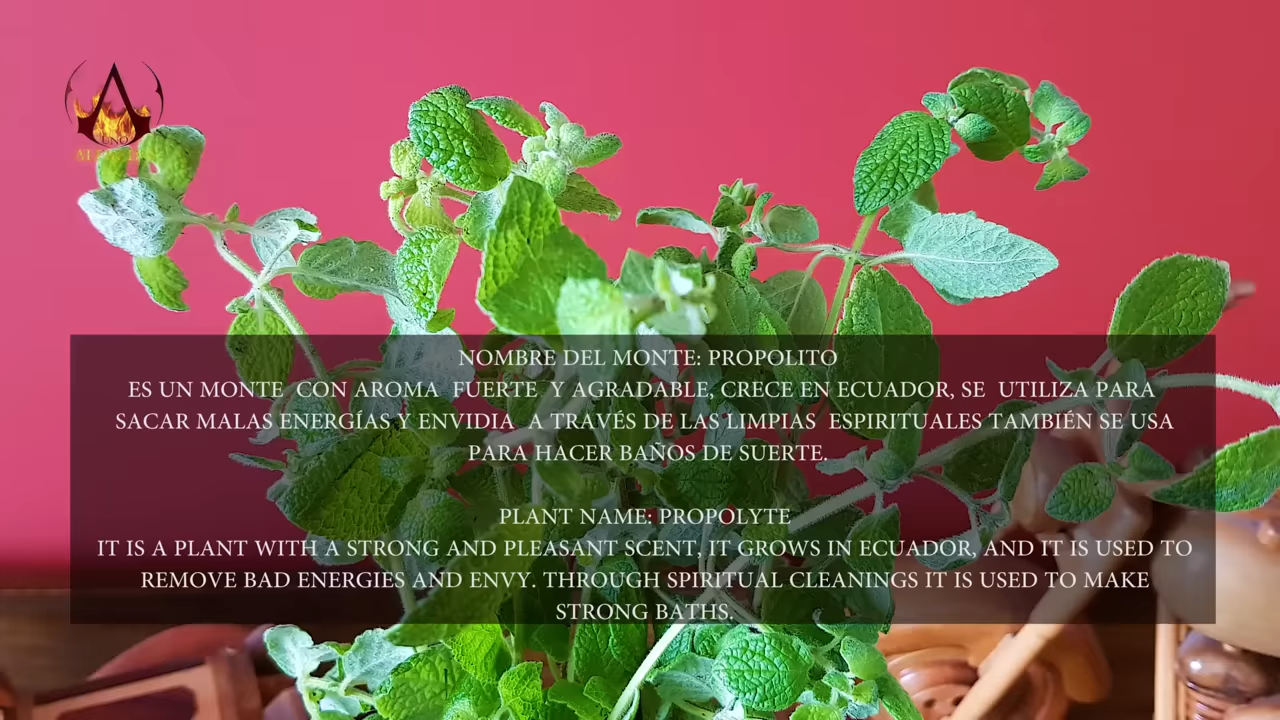 UNO
NOMBRE DEL MONTE: PROPOLITO
ES UN MONTE CON AROMA FUERTE Y AGRADABLE, CRECE EN ECUADOR, SE UTILIZA PARA
SACAR MALAS ENERGÍAS Y ENVIDIA A TRAVÉS DE LAS LIMPIAS ESPIRITUALES TAMBIÉN SE USA
PARA HACER BAÑOS DE SUERTE.
PLANT NAME: PROPOLYTE
IT IS A PLANT WITH A STRONG AND PLEASANT SCENT, IT GROWS IN ECUADOR, AND IT IS USED TO
REMOVE BAD ENERGIES AND ENVY. THROUGH SPIRITUAL CLEANINGS IT IS USED TO MAKE
STRONG BATHS.